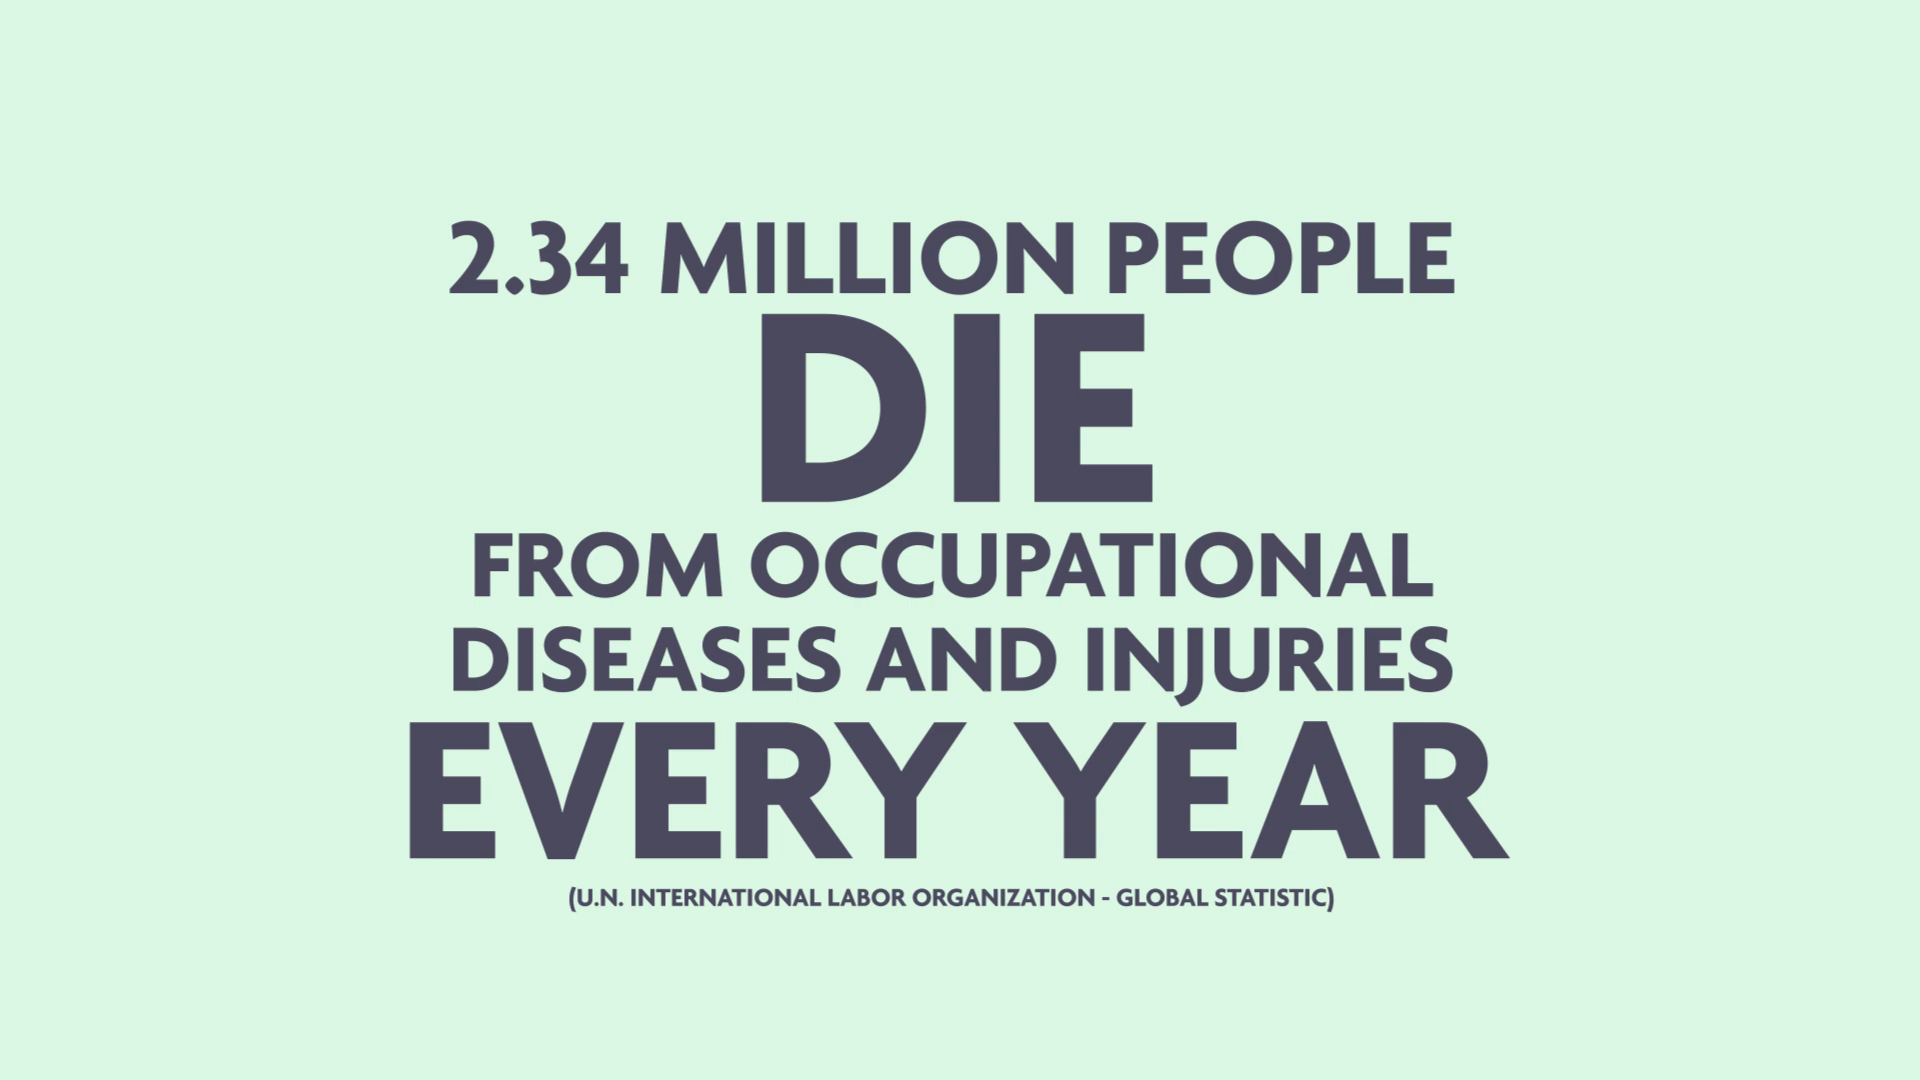 2.34 MILLION PEOPLE
DIE
FROM OCCUPATIONAL
DISEASES AND INJURIES
EVERY YEAR
(U.N. INTERNATIONAL LABOR ORGANIZATION - GLOBAL STATISTIC)